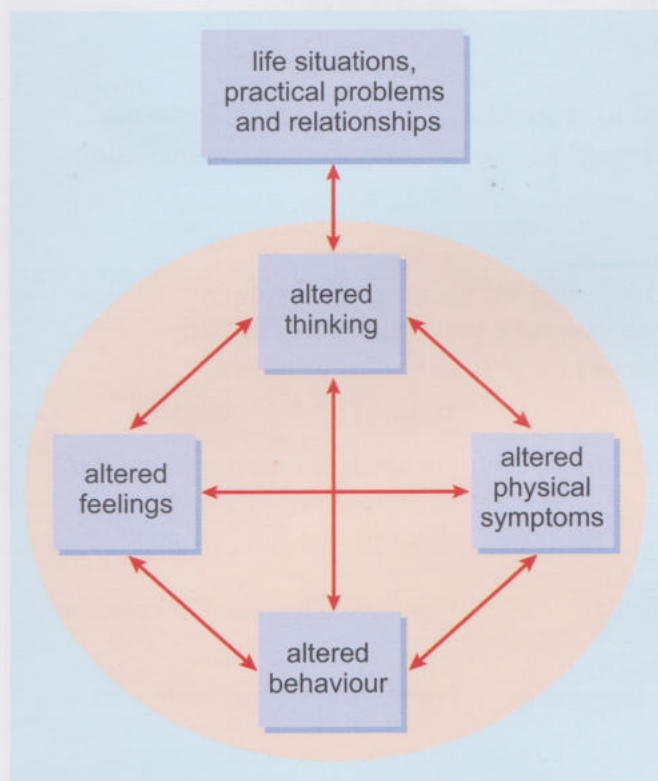 life situations,
practical problems
and relationships
altered
thinking
altered
feelings
altered
physical
symptoms
altered
behaviour